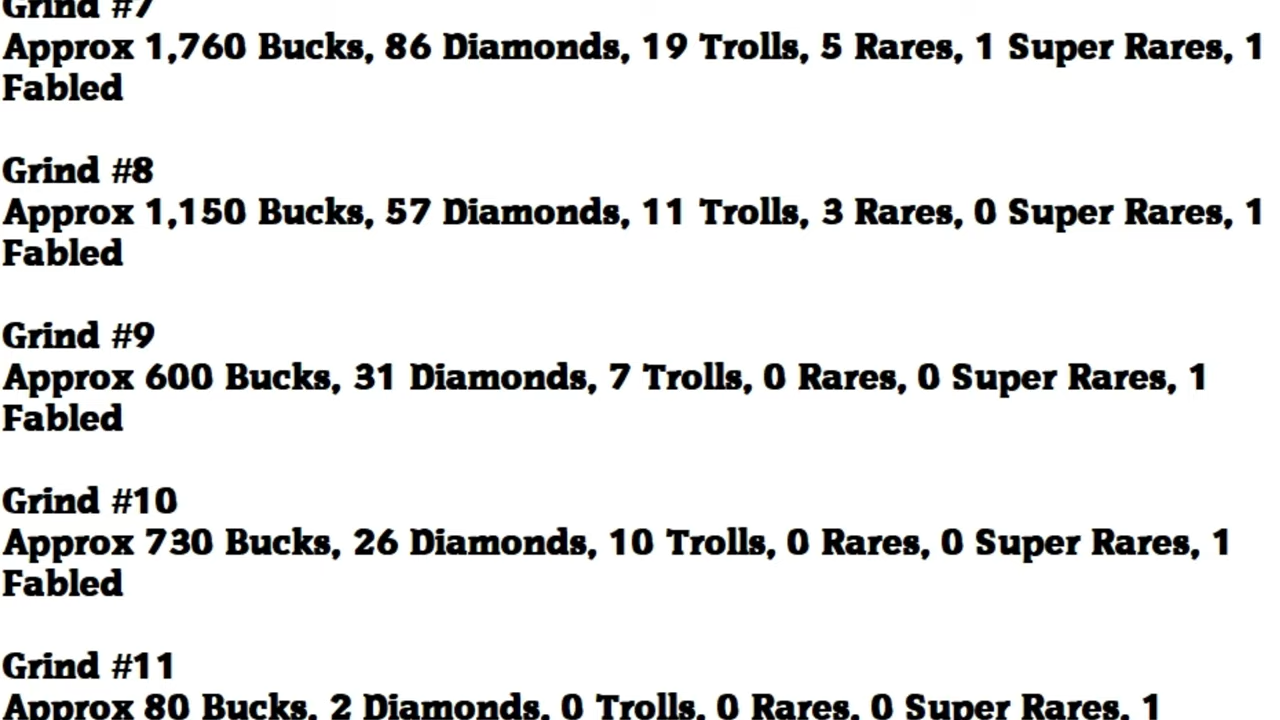 Grind #7
Approx 1,760 Bucks, 86 Diamonds, 19 Trolls, 5 Rares, 1 Super Rares, 1
Fabled
Grind #8
Approx 1,150 Bucks, 57 Diamonds, 11 Trolls, 3 Rares, 0 Super Rares, 1
Fabled
Grind #9
Approx 600 Bucks, 31 Diamonds, 7 Trolls, 0 Rares, 0 Super Rares, 1
Fabled
Grind #10
Approx 730 Bucks, 26 Diamonds, 10 Trolls, 0 Rares, 0 Super Rares, 1
Fabled
Grind #11
Approx 80 Bucks, 2 Diamonds, 0 Trolls, 0 Rares, 0 Super Rares, 1